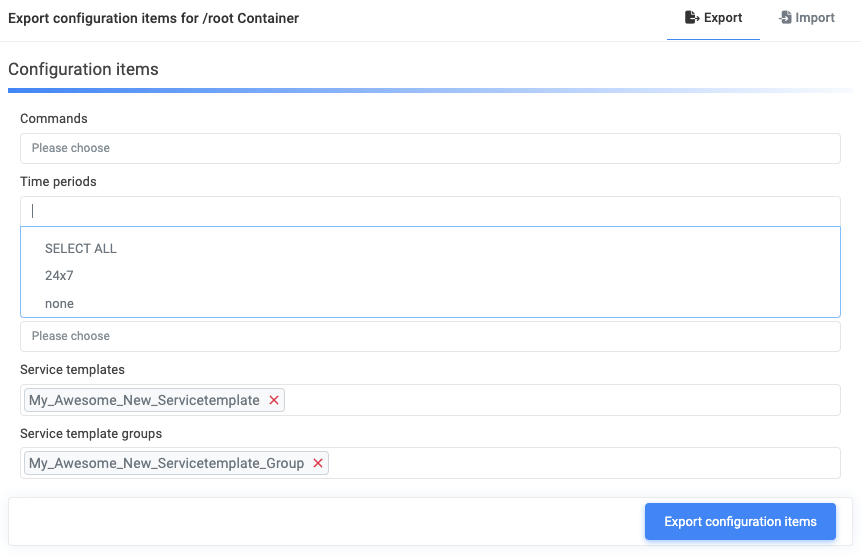 Export configuration items for /root Container
Export
Import
Configuration items
Commands
Please choose
Time periods
SELECT ALL
24x7
none
Please choose
Service templates
My_Awesome_New_Servicetemplate
Service template groups
My_Awesome_New_Servicetemplate_Group
Export configuration items